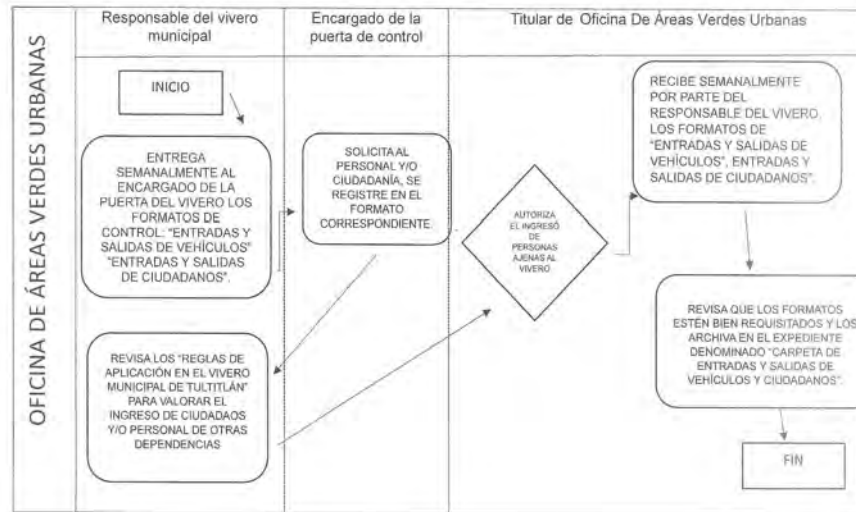 OFICINA DE ÁREAS VERDES URBANAS
Responsable del vivero
municipal
Encargado de la
puerta de control
Titular de Oficina De Áreas Verdes Urbanas
INICIO
ENTREGA
SEMANALMENTE AL
ENCARGADO DE LA
PUERTA DEL VIVERO LOS
FORMATOS DE
CONTROL: "ENTRADAS Y
SALIDAS DE VEHÍCULOS"
"ENTRADAS Y SALIDAS
DE CIUDADANOS".
SOLICITA AL
PERSONAL Y/O
CIUDADANÍA, SE
REGISTRE EN EL
FORMATO
CORRESPONDIENTE
REVISA LOS "REGLAS DE
APLICACIÓN EN EL VIVERO
MUNICIPAL DE TULTITLÁN"
PARA VALORAR EL
INGRESO DE CIUDADAOS
Y/O PERSONAL DE OTRAS
DEPENDENCIAS
AUTORIZA
EL INGRESÓ
DE
PERSONAS
AJENAS AL
VIVERO
RECIBE SEMANALMENTE
POR PARTE DEL
RESPONSABLE DEL VIVERO,
LOS FORMATOS DE
"ENTRADAS Y SALIDAS DE
VEHÍCULOS", ENTRADAS Y
SALIDAS DE CIUDADANOS".
REVISA QUE LOS FORMATOS
ESTÉN BIEN REQUISITADOS Y LOS
ARCHIVA EN EL EXPEDIENTE
DENOMINADO "CARPETA DE
ENTRADAS Y SALIDAS DE
VEHÍCULOS Y CIUDADANOS".
FIN